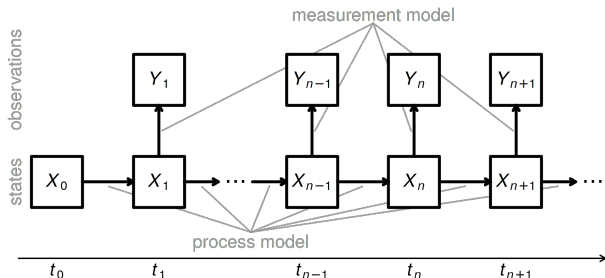 measurement model
observations
Y₁ Yₙ₋₁ Yₙ Yₙ₊₁
states
X₀ X₁ ... Xₙ₋₁ Xₙ Xₙ₊₁ ...
process model
t₀ t₁ tₙ₋₁ tₙ tₙ₊₁